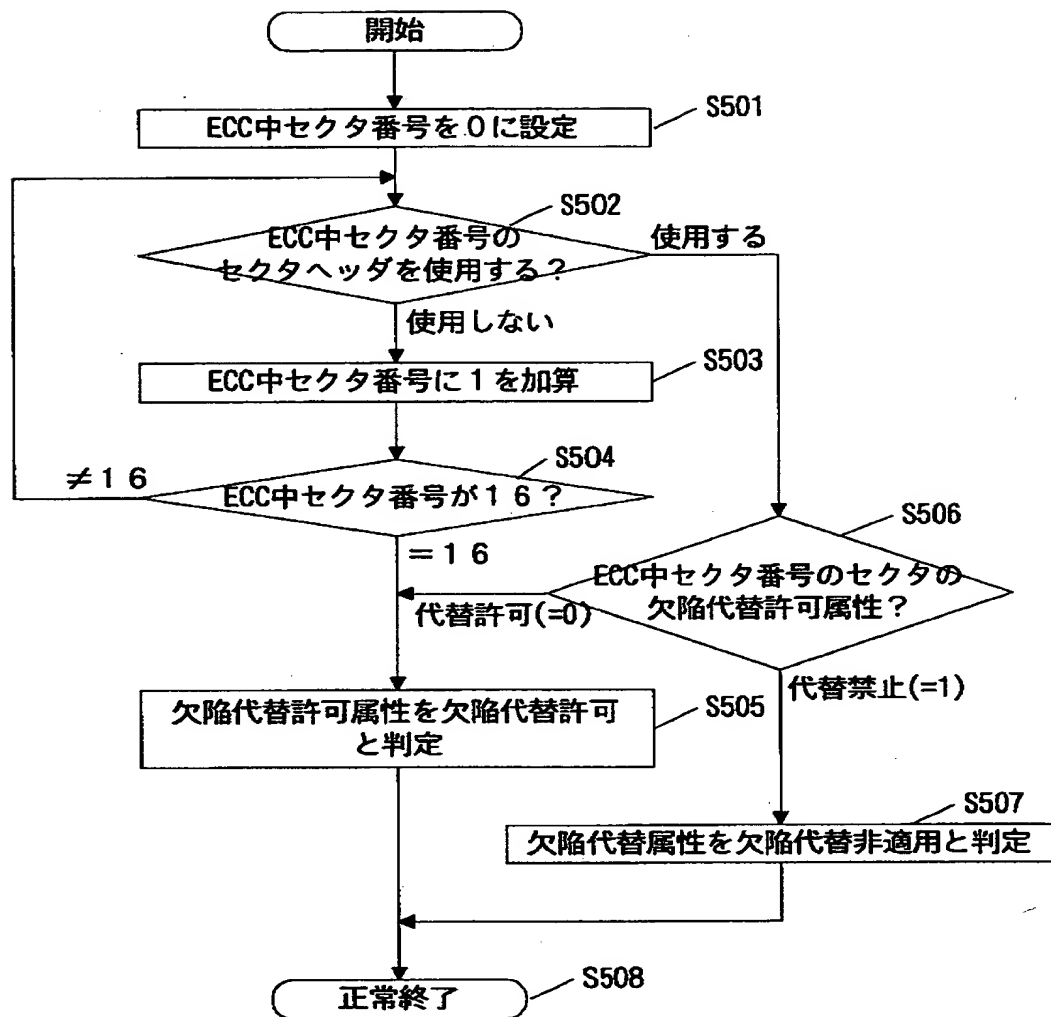 開始
S501
ECC中セクタ番号を0に設定
S502
ECC中セクタ番号の
セクタヘッダを使用する?
使用する
使用しない
S503
ECC中セクタ番号に1を加算
S504
≠16
ECC中セクタ番号が16?
=16
S506
ECC中セクタ番号のセクタの
欠陥代替許可属性?
代替許可(=0)
代替禁止(=1)
S505
欠陥代替許可属性を欠陥代替許可
と判定
S507
欠陥代替属性を欠陥代替非適用と判定
S508
正常終了